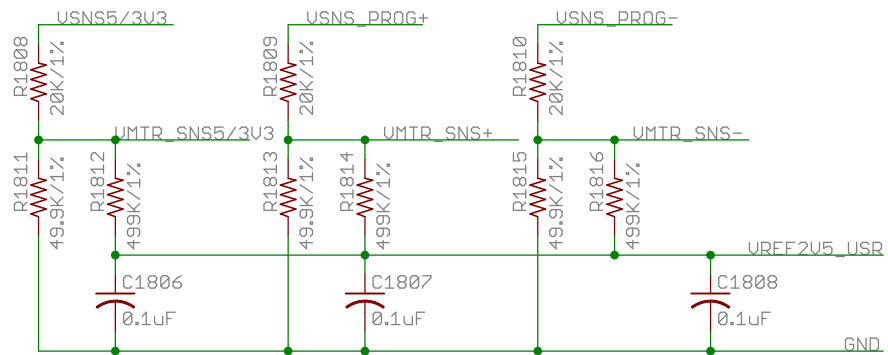 VSNS5/3V3
VSNS_PROG+
VSNS_PROG-
R1808
20K/1%
R1809
20K/1%
R1810
20K/1%
VMTR_SNS5/3V3
VMTR_SNS+
VMTR_SNS-
R1811
49.9K/1%
R1812
499K/1%
R1813
49.9K/1%
R1814
499K/1%
R1815
49.9K/1%
R1816
499K/1%
VREF2V5_USR
C1806
0.1uF
C1807
0.1uF
C1808
0.1uF
GND